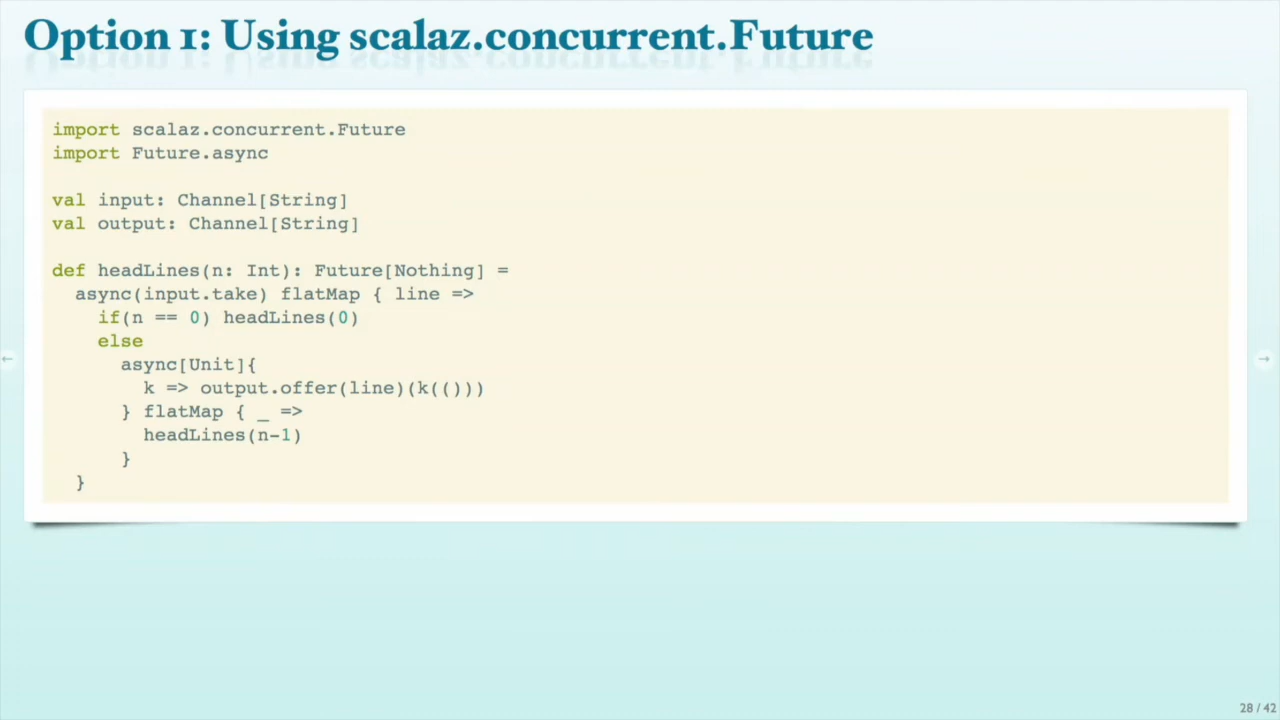 Option 1: Using scalaz.concurrent.Future
import scalaz.concurrent.Future
import Future.async
val input: Channel[String]
val output: Channel[String]
def headLines(n: Int): Future[Nothing] =
  async(input.take) flatMap { line =>
    if(n == 0) headLines(0)
    else
      async[Unit]{
        k => output.offer(line)(k(()))
      } flatMap { _ =>
        headLines(n-1)
      }
  }
←
→
28 / 42